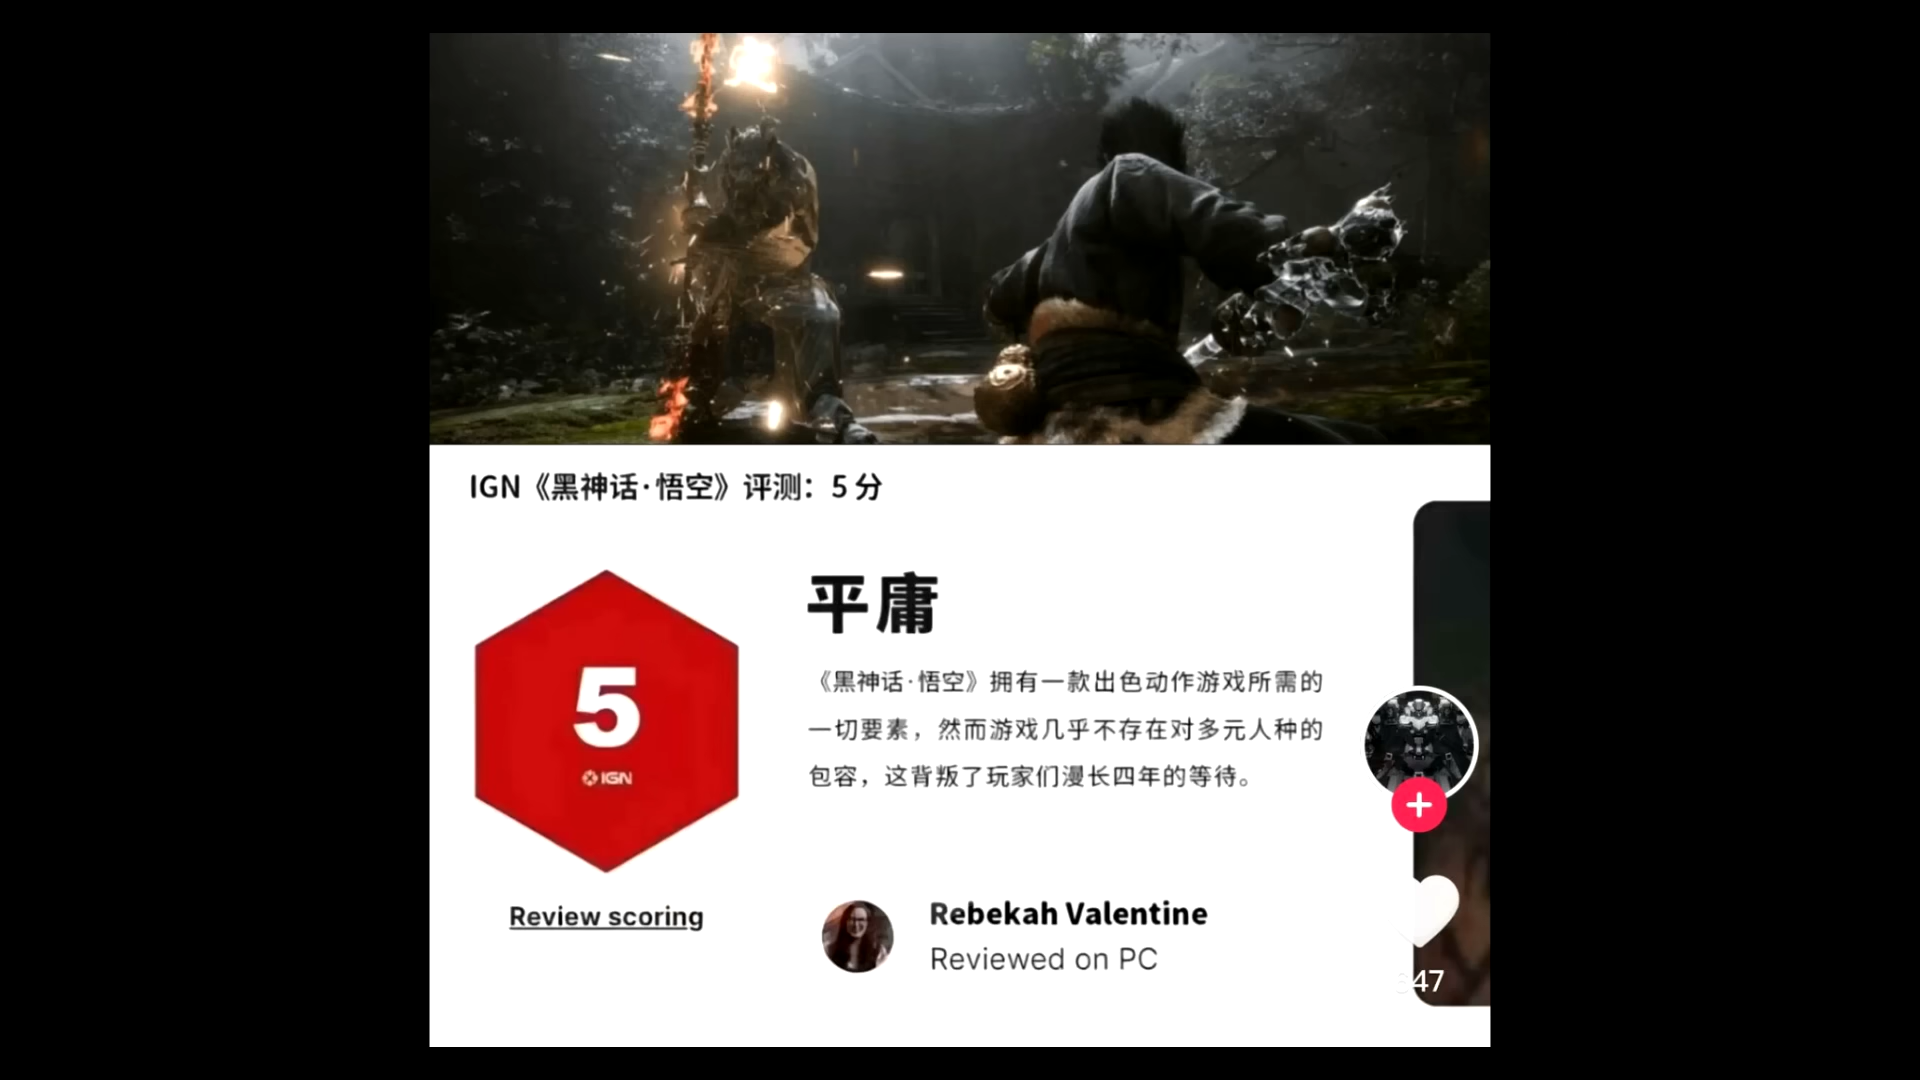 IGN《黑神话·悟空》评测：5 分
平庸
5
IGN
《黑神话·悟空》拥有一款出色动作游戏所需的
一切要素，然而游戏几乎不存在对多元人种的
包容，这背叛了玩家们漫长四年的等待。
Review scoring
Rebekah Valentine
Reviewed on PC